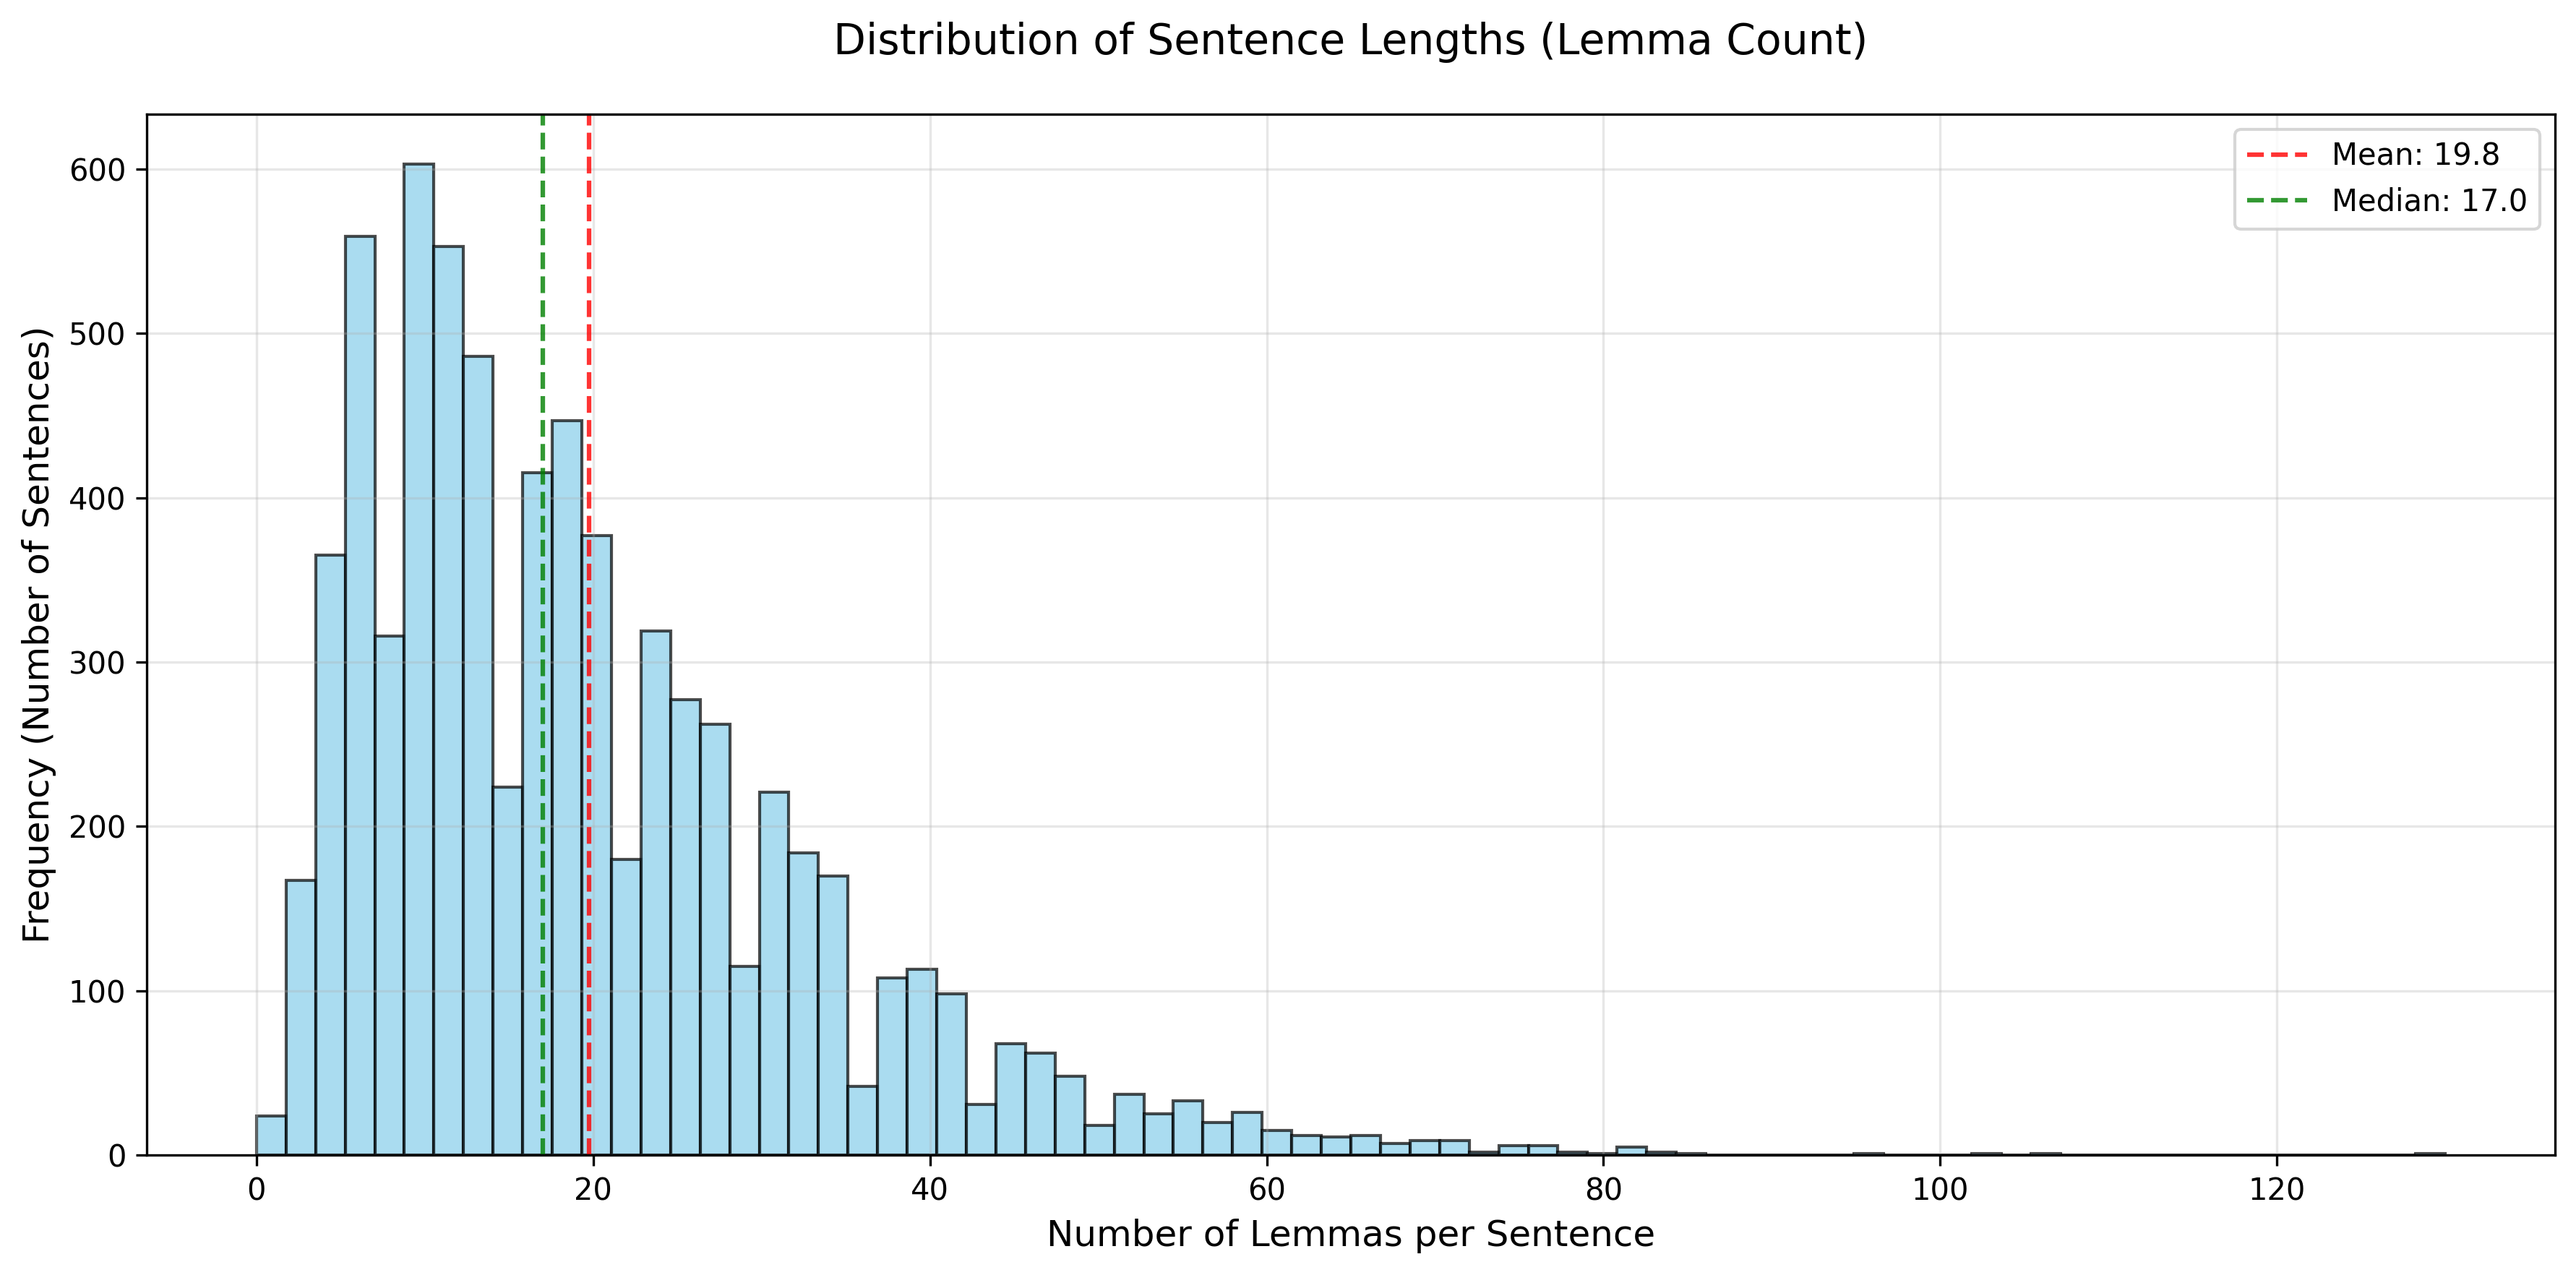 Distribution of Sentence Lengths (Lemma Count)
Mean: 19.8
Median: 17.0
Frequency (Number of Sentences)
600
500
400
300
200
100
0
0 20 40 60 80 100 120
Number of Lemmas per Sentence